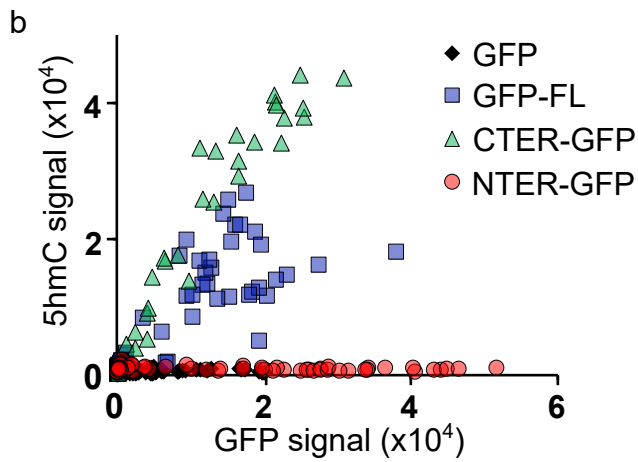 b
5hmC signal (x10⁴)
4
2
0
GFP
GFP-FL
CTER-GFP
NTER-GFP
0 2 4 6
GFP signal (x10⁴)